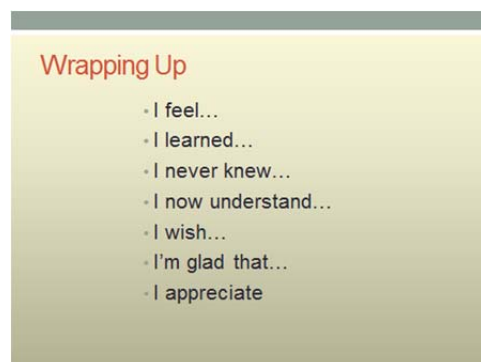 Wrapping Up
• I feel…
• I learned…
• I never knew…
• I now understand…
• I wish…
• I'm glad that…
• I appreciate